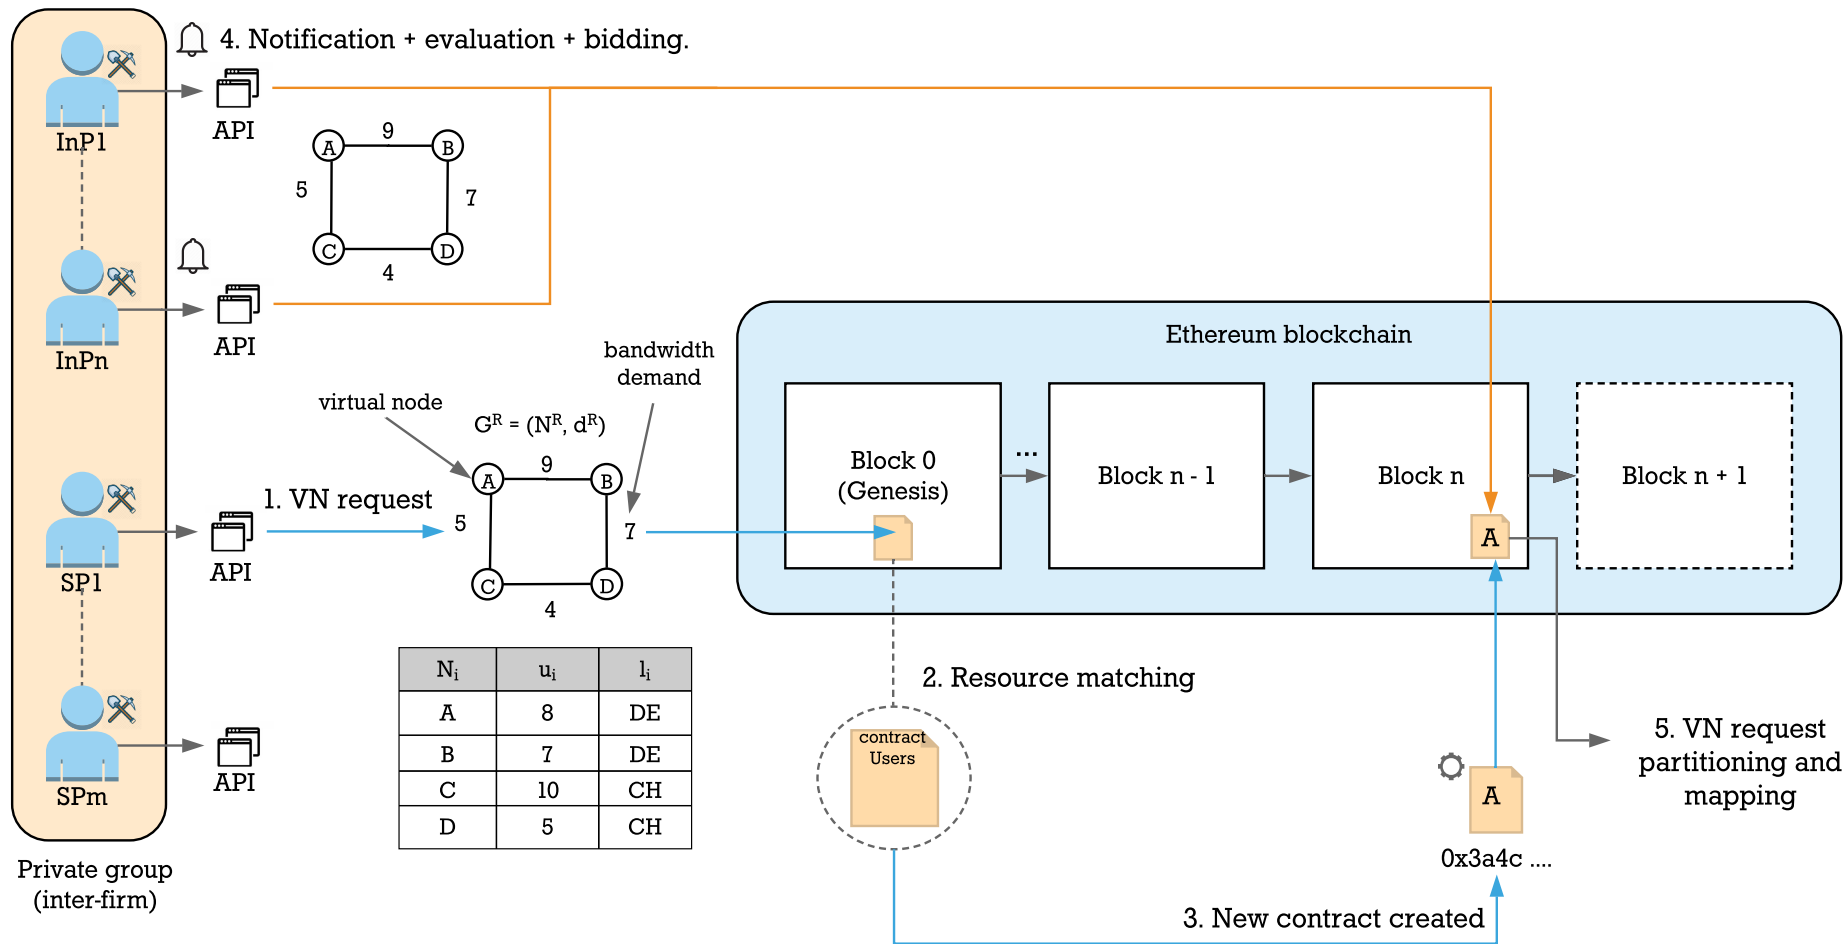 4. Notification + evaluation + bidding.
InP1
API
A
9
B
5
7
C
4
D
InPn
API
Ethereum blockchain
bandwidth
demand
virtual node
G^R = (N^R, d^R)
1. VN request
A
9
B
5
7
C
4
D
SP1
API
Block 0
(Genesis)
...
Block n - 1
Block n
A
Block n + 1
N_i u_i l_i
A 8 DE
B 7 DE
C 10 CH
D 5 CH
SPm
API
Private group
(inter-firm)
2. Resource matching
contract
Users
3. New contract created
A
0x3a4c ....
5. VN request
partitioning and
mapping